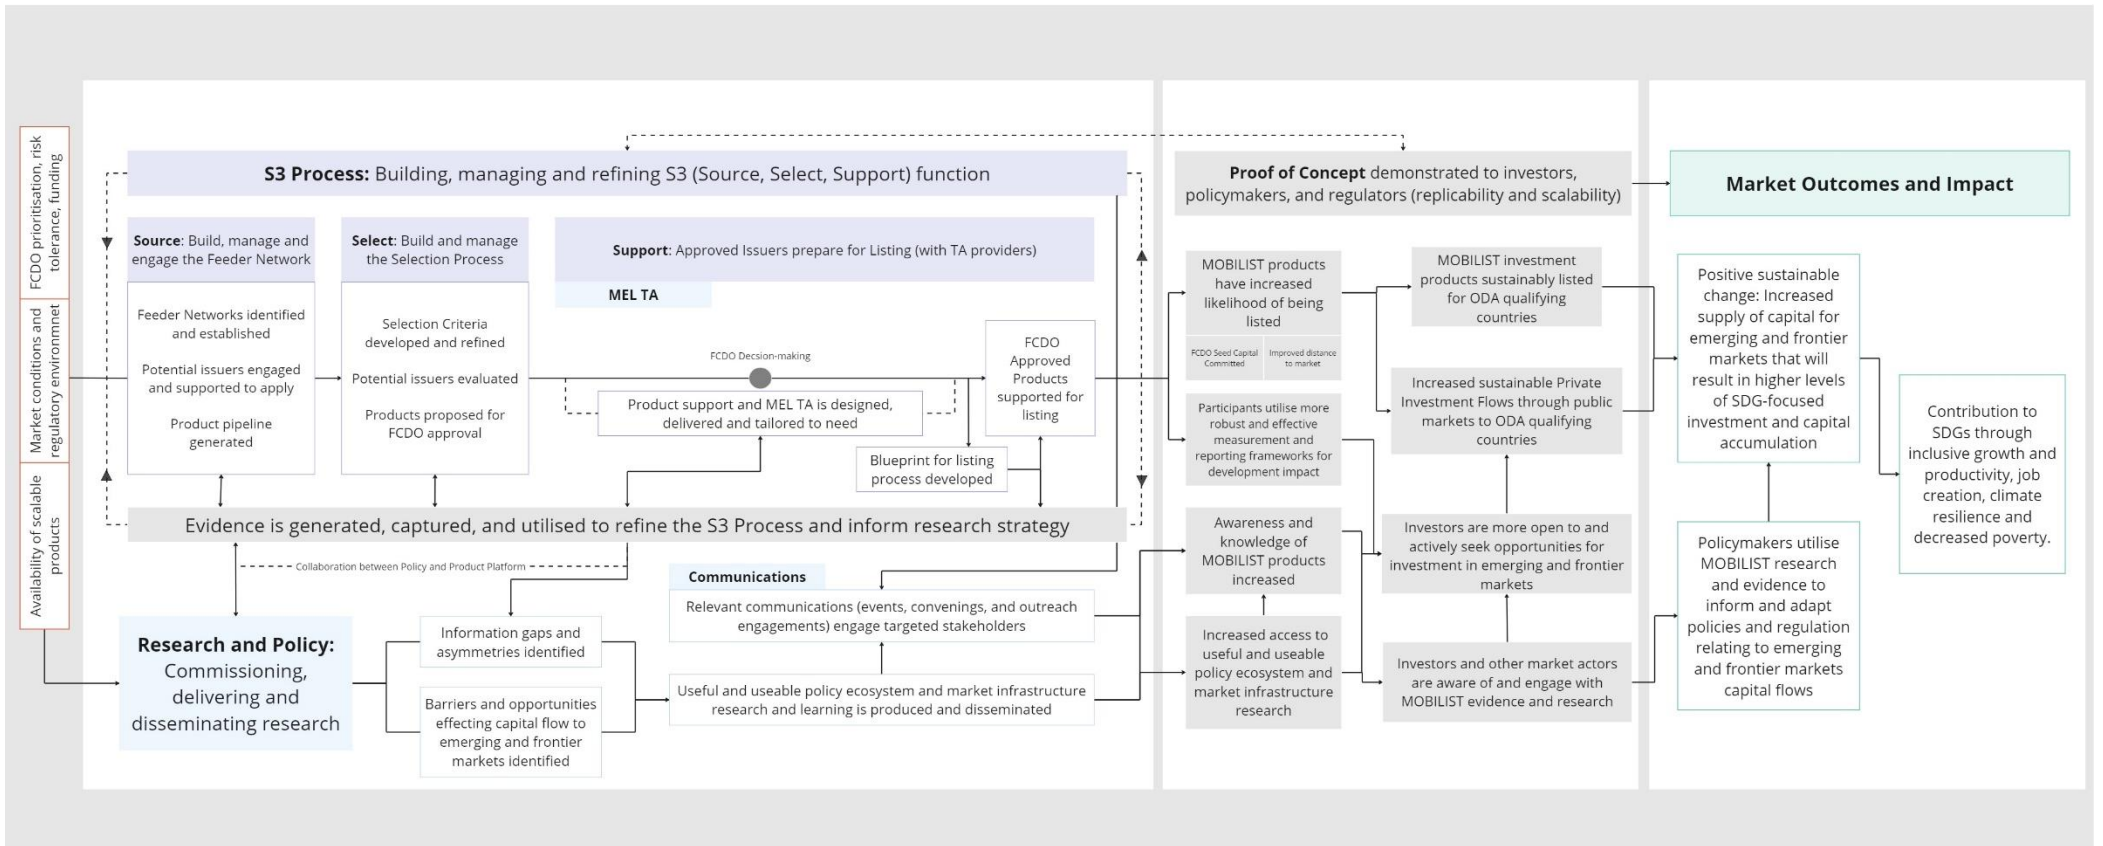 FCDO prioritisation, risk
tolerance, funding
Market conditions and
regulatory environmnet
Availability of scalable
products
S3 Process: Building, managing and refining S3 (Source, Select, Support) function
Source: Build, manage and
engage the Feeder Network
Feeder Networks identified
and established
Potential issuers engaged
and supported to apply
Product pipeline
generated
Select: Build and manage
the Selection Process
Selection Criteria
developed and refined
Potential issuers evaluated
Products proposed for
FCDO approval
Support: Approved Issuers prepare for Listing (with TA providers)
MEL TA
FCDO Decsion-making
Product support and MEL TA is designed,
delivered and tailored to need
Blueprint for listing
process developed
FCDO
Approved
Products
supported for
listing
Evidence is generated, captured, and utilised to refine the S3 Process and inform research strategy
Collaboration between Policy and Product Platform
Research and Policy:
Commissioning,
delivering and
disseminating research
Information gaps and
asymmetries identified
Barriers and opportunities
effecting capital flow to
emerging and frontier
markets identified
Communications
Relevant communications (events, convenings, and outreach
engagements) engage targeted stakeholders
Useful and useable policy ecosystem and market infrastructure
research and learning is produced and disseminated
Proof of Concept demonstrated to investors,
policymakers, and regulators (replicability and scalability)
MOBILIST products
have increased
likelihood of being
listed
FCDO Seed Capital
Committed
Improved distance
to market
Participants utilise more
robust and effective
measurement and
reporting frameworks for
development impact
Awareness and
knowledge of
MOBILIST products
increased
Increased access to
useful and useable
policy ecosystem and
market infrastructure
research
MOBILIST investment
products sustainably listed
for ODA qualifying
countries
Increased sustainable Private
Investment Flows through public
markets to ODA qualifying
countries
Investors are more open to and
actively seek opportunities for
investment in emerging and frontier
markets
Investors and other market actors
are aware of and engage with
MOBILIST evidence and research
Market Outcomes and Impact
Positive sustainable
change: Increased
supply of capital for
emerging and frontier
markets that will
result in higher levels
of SDG-focused
investment and capital
accumulation
Policymakers utilise
MOBILIST research
and evidence to
inform and adapt
policies and regulation
relating to emerging
and frontier markets
capital flows
Contribution to
SDGs through
inclusive growth and
productivity, job
creation, climate
resilience and
decreased poverty.